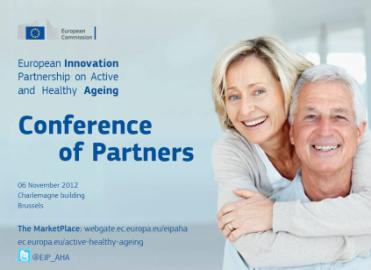 European
Commission
European Innovation
Partnership on Active
and Healthy Ageing
Conference
of Partners
06 November 2012
Charlemagne building
Brussels
The MarketPlace: webgate.ec.europa.eu/eipaha
ec.europa.eu/active-healthy-ageing
@EIP_AHA